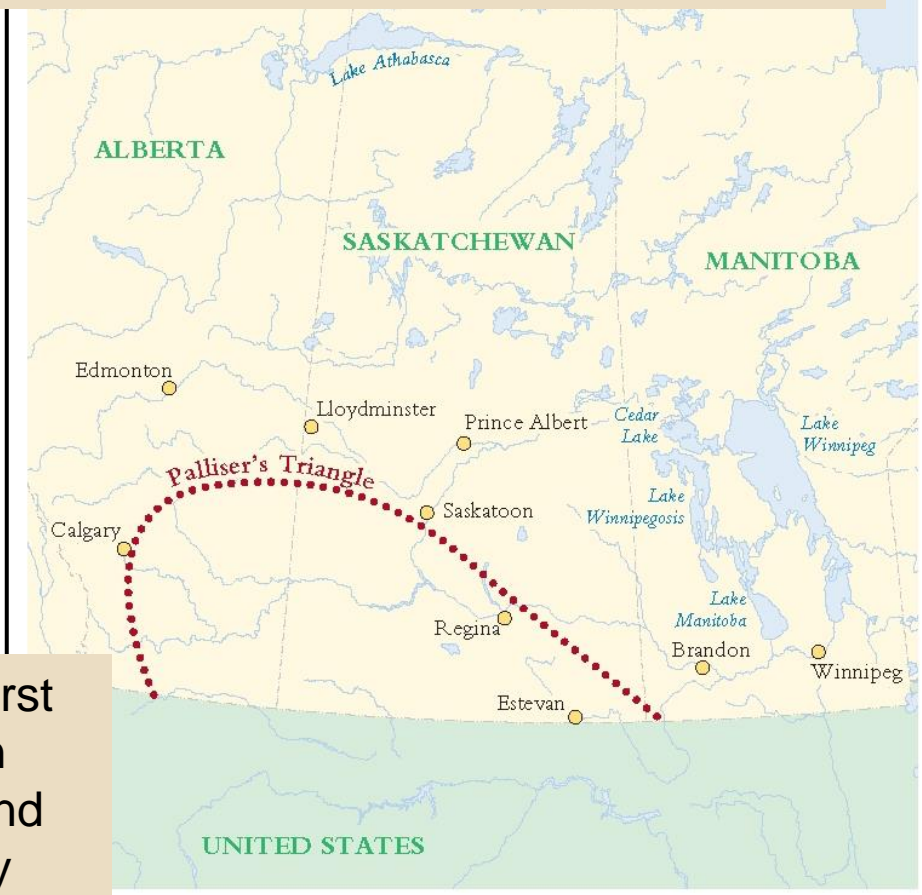 Lake Athabasca
ALBERTA
SASKATCHEWAN
MANITOBA
Edmonton
Lloydminster
Prince Albert
Cedar
Lake
Lake
Winnipeg
Palliser's Triangle
Saskatoon
Lake
Winnipegosis
Calgary
Lake
Manitoba
Regina
Brandon
Winnipeg
Estevan
UNITED STATES